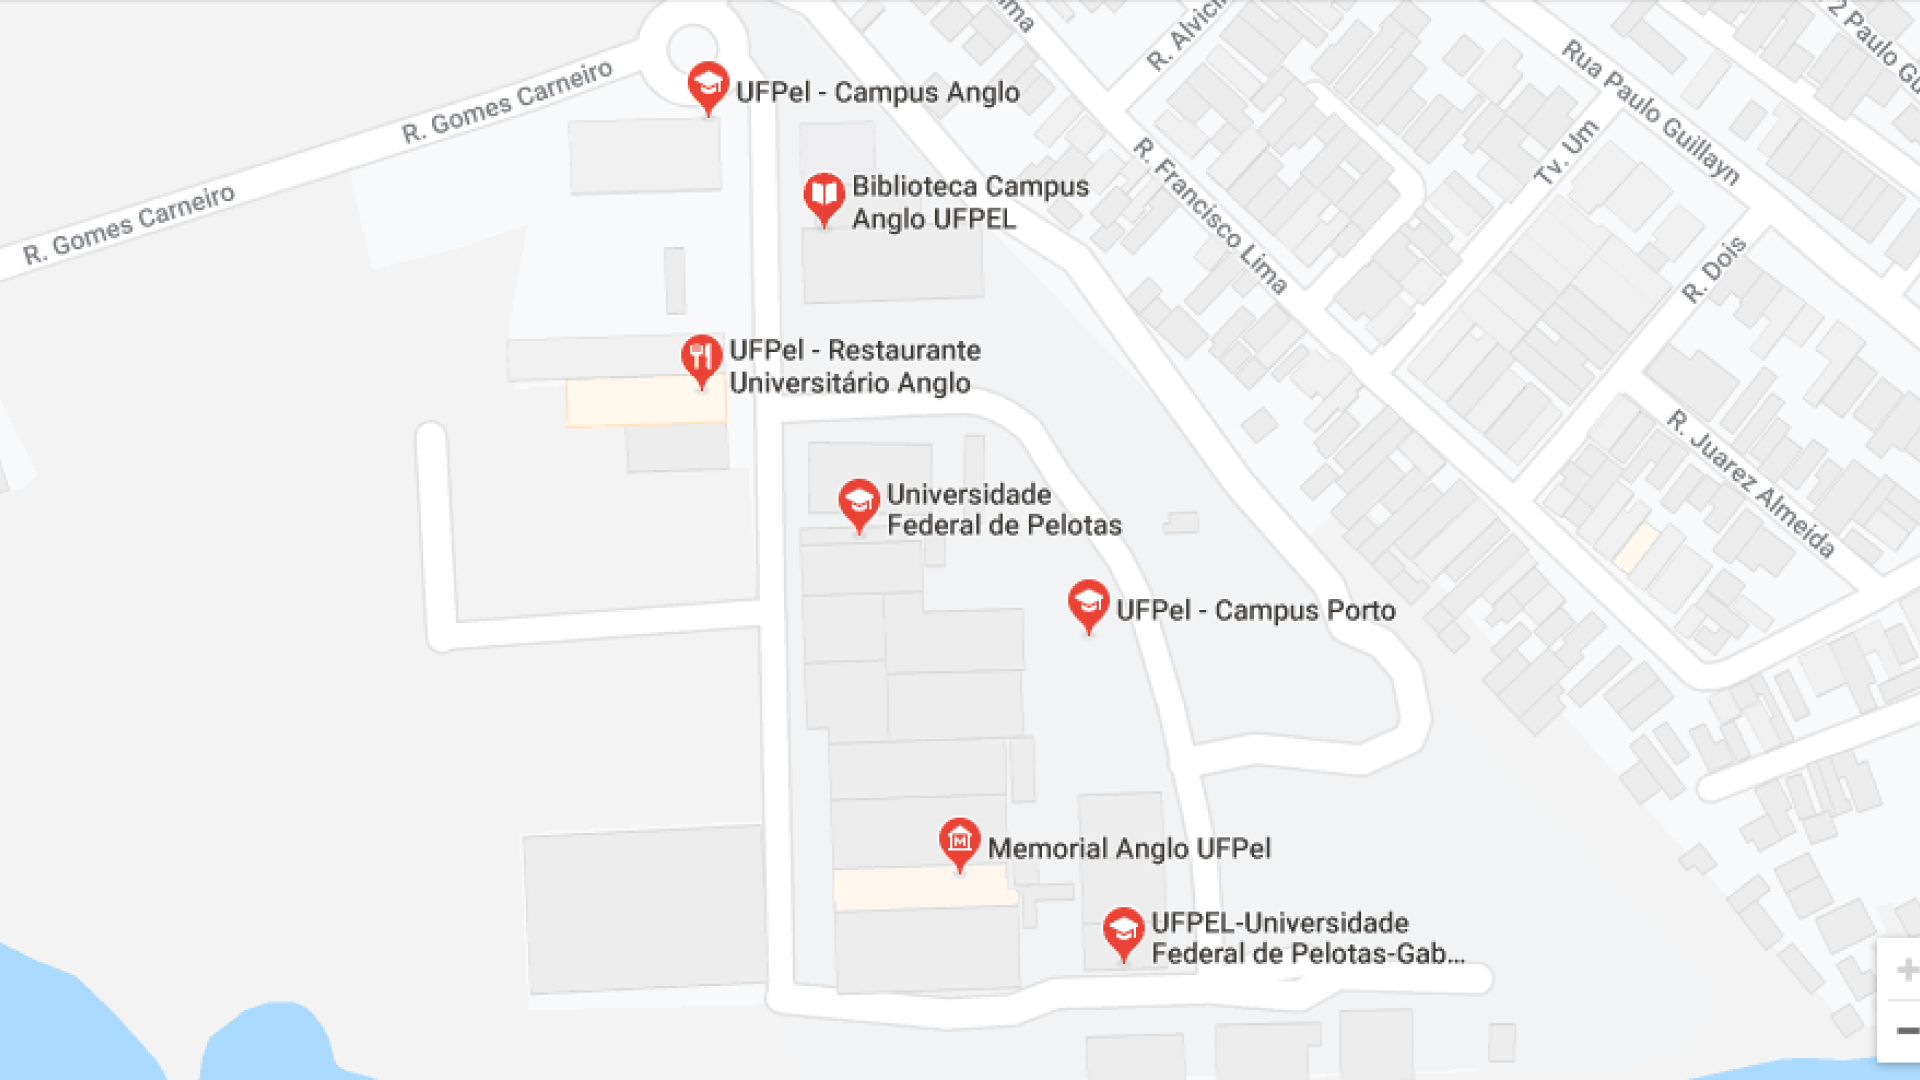 R. Gomes Carneiro
R. Gomes Carneiro
UFPel - Campus Anglo
Biblioteca Campus
Anglo UFPEL
UFPel - Restaurante
Universitário Anglo
Universidade
Federal de Pelotas
UFPel - Campus Porto
Memorial Anglo UFPel
UFPEL-Universidade
Federal de Pelotas-Gab...
R. Francisco Lima
Rua Paulo Guillayn
Tv. Um
R. Dois
R. Juarez Almeida
2 Paulo Gu
R. Alvici